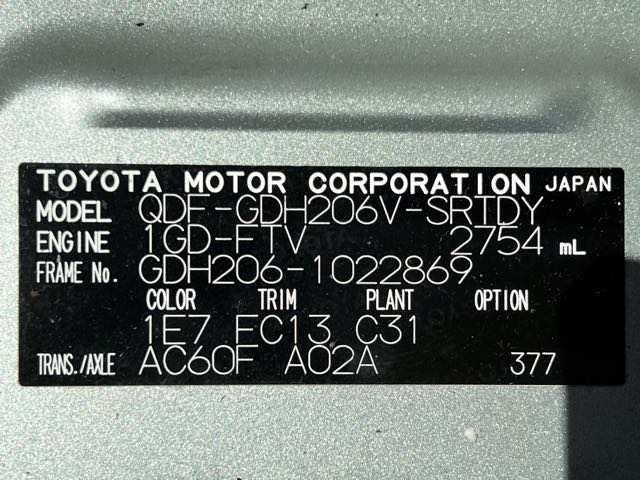 TOYOTA MOTOR CORPORATION JAPAN
MODEL QDF-GDH206V-SRTDY
ENGINE 1GD-FTV 2754 mL
FRAME No. GDH206-1022869
COLOR TRIM PLANT OPTION
1E7 FC13 C31
TRANS./AXLE AC60F A02A 377